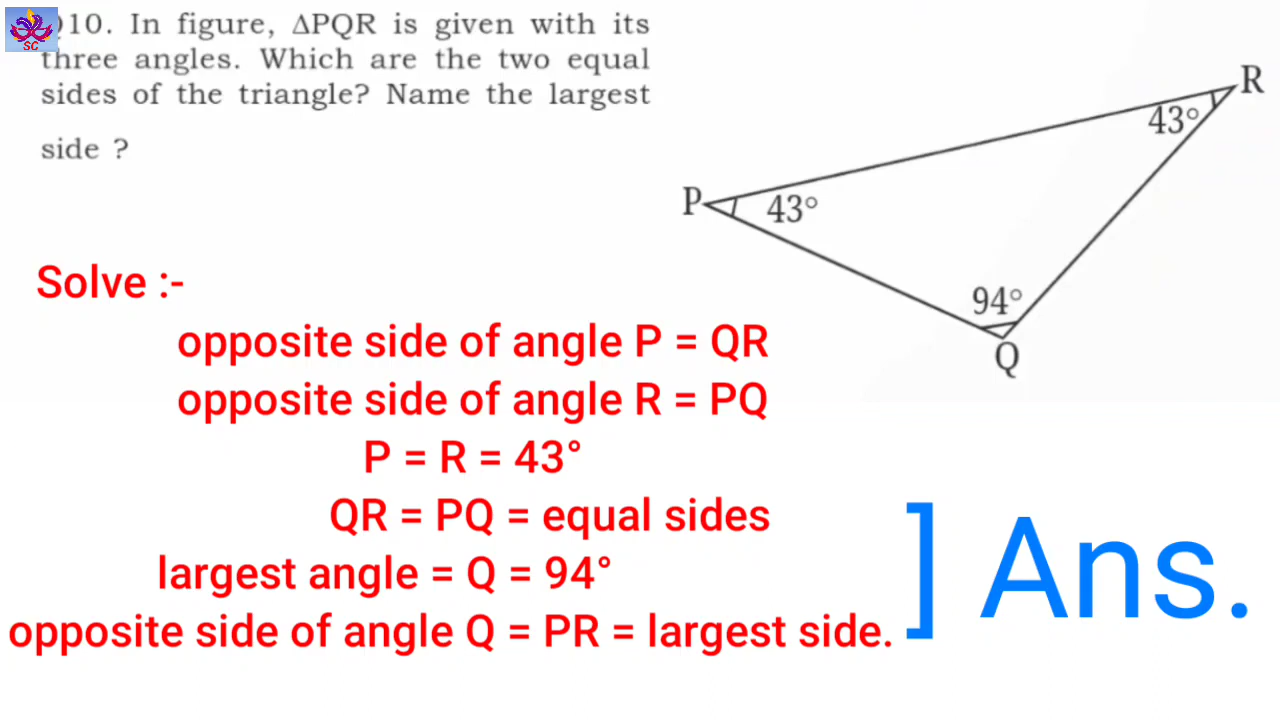 SC
Q10. In figure, ΔPQR is given with its
three angles. Which are the two equal
sides of the triangle? Name the largest
side ?
R
43°
P
43°
94°
Q
Solve :-
opposite side of angle P = QR
opposite side of angle R = PQ
P = R = 43°
QR = PQ = equal sides
largest angle = Q = 94°
opposite side of angle Q = PR = largest side.
] Ans.